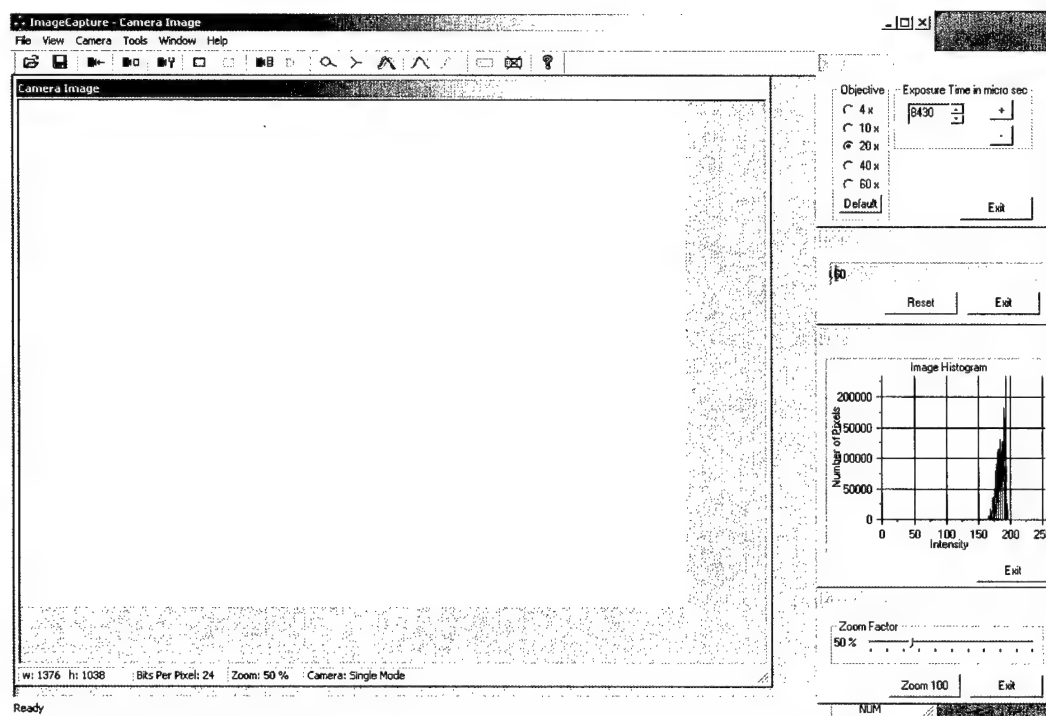 ImageCapture - Camera Image
File View Camera Tools Window Help
Camera Image
Objective
4 x
10 x
20 x
40 x
60 x
Default
Exposure Time in micro sec
8430
+
-
Exit
60
Reset Exit
Image Histogram
Number of Pixels
200000
150000
100000
50000
0
0 50 100 150 200 250
Intensity
Exit
Zoom Factor
50 %
Zoom 100 Exit
w: 1376 h: 1038 Bits Per Pixel: 24 Zoom: 50 % Camera: Single Mode
Ready NUM